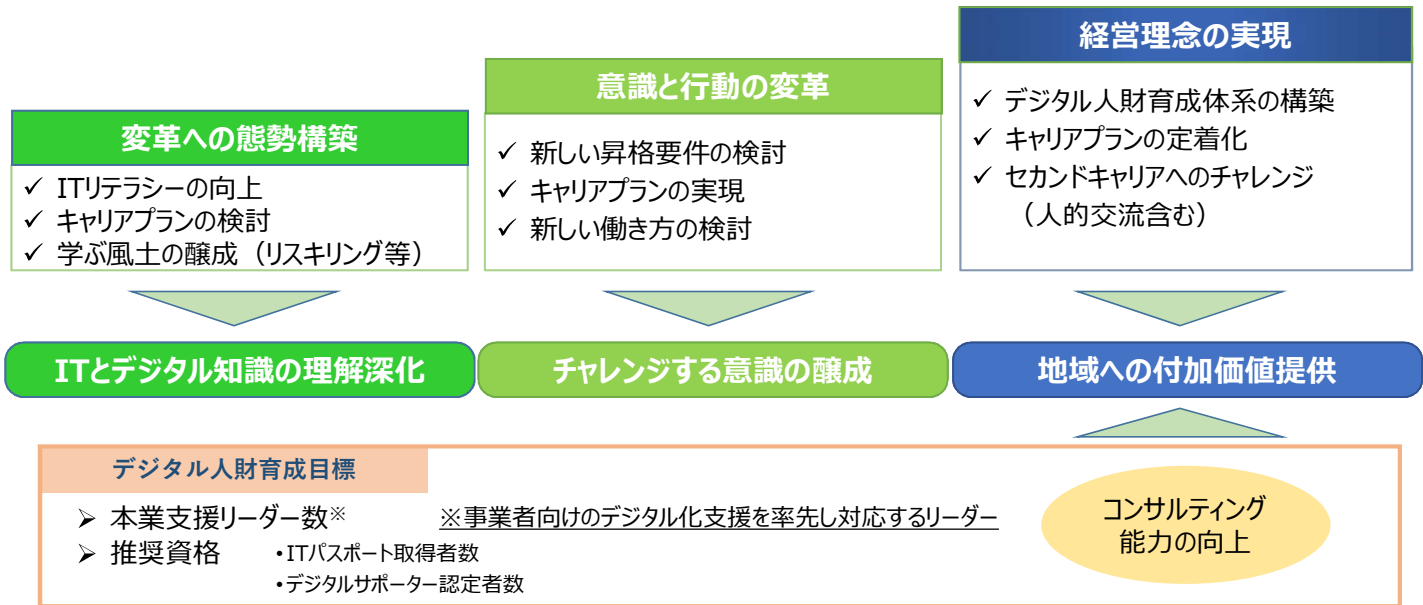 変革への態勢構築
✓ ITリテラシーの向上
✓ キャリアプランの検討
✓ 学ぶ風土の醸成（リスキリング等）
意識と行動の変革
✓ 新しい昇格要件の検討
✓ キャリアプランの実現
✓ 新しい働き方の検討
経営理念の実現
✓ デジタル人財育成体系の構築
✓ キャリアプランの定着化
✓ セカンドキャリアへのチャレンジ
（人的交流含む）
ITとデジタル知識の理解深化
チャレンジする意識の醸成
地域への付加価値提供
デジタル人財育成目標
➢ 本業支援リーダー数※ ※事業者向けのデジタル化支援を率先し対応するリーダー
➢ 推奨資格 ・ITパスポート取得者数
・デジタルサポーター認定者数
コンサルティング
能力の向上